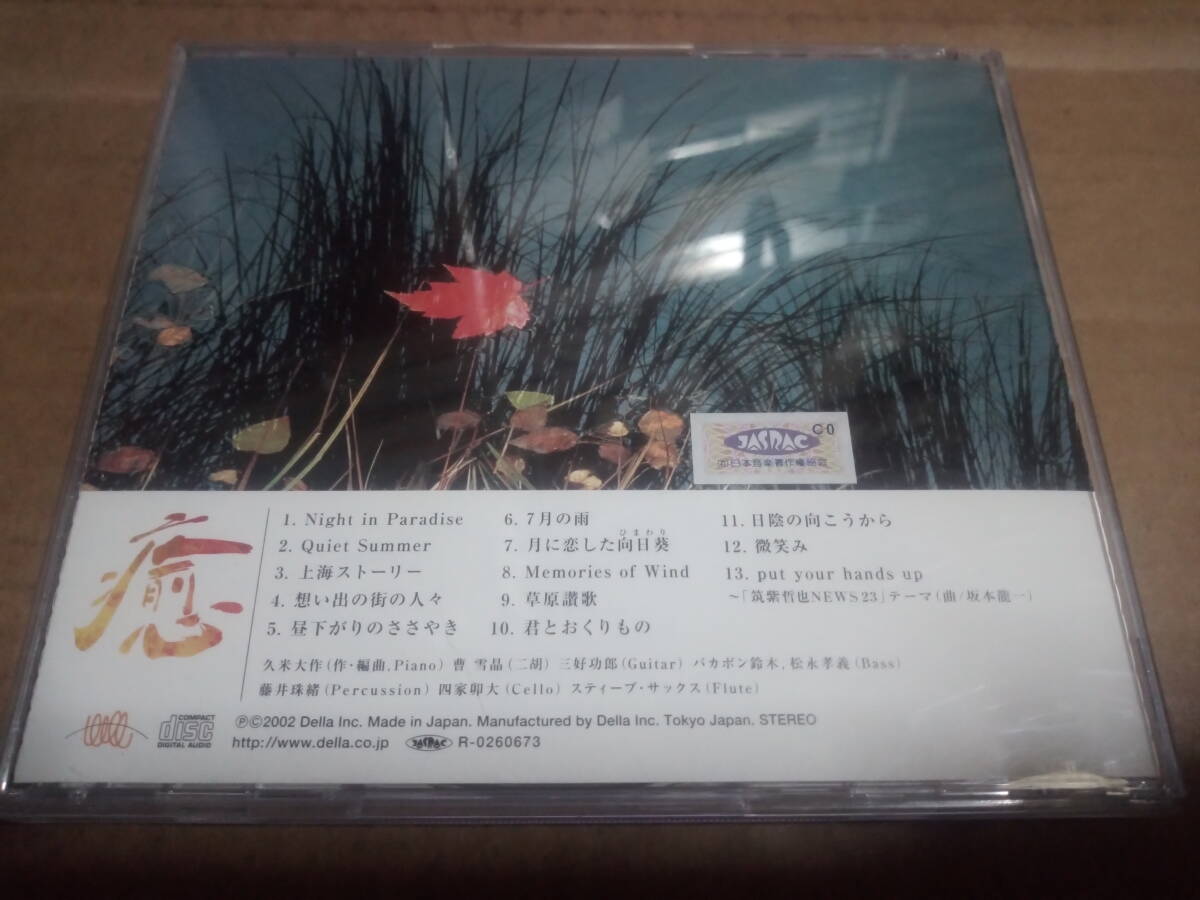 JASRAC C0
(社)日本音楽著作権協会
癒
1. Night in Paradise
2. Quiet Summer
3. 上海ストーリー
4. 想い出の街の人々
5. 昼下がりのささやき
6. 7月の雨
ひまわり
7. 月に恋した向日葵
8. Memories of Wind
9. 草原讃歌
10. 君とおくりもの
11. 日陰の向こうから
12. 微笑み
13. put your hands up
～「筑紫哲也NEWS23」テーマ(曲/坂本龍一)
久米大作(作・編曲,Piano) 曹 雪晶(二胡) 三好功郎(Guitar) バカボン鈴木,松永孝義(Bass)
藤井珠緒(Percussion) 四家卯大(Cello) スティーブ・サックス(Flute)
COMPACT
disc
DIGITAL AUDIO
Ⓟ©2002 Della Inc. Made in Japan. Manufactured by Della Inc. Tokyo Japan. STEREO
http://www.della.co.jp JASRAC R-0260673